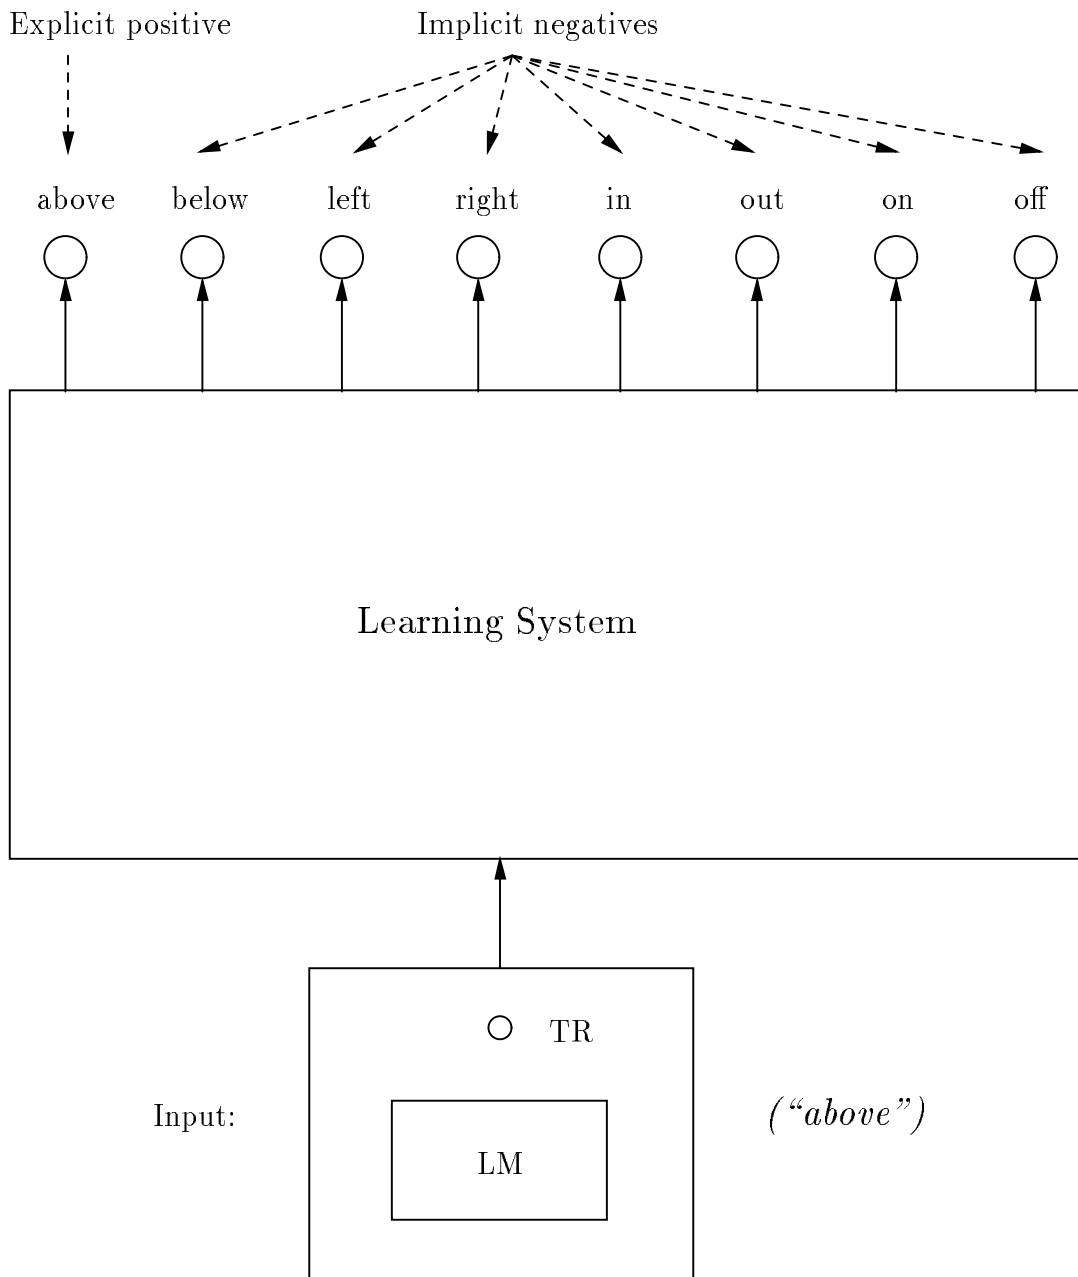 Explicit positive Implicit negatives
above below left right in out on off
Learning System
TR
Input: (“above”)
LM